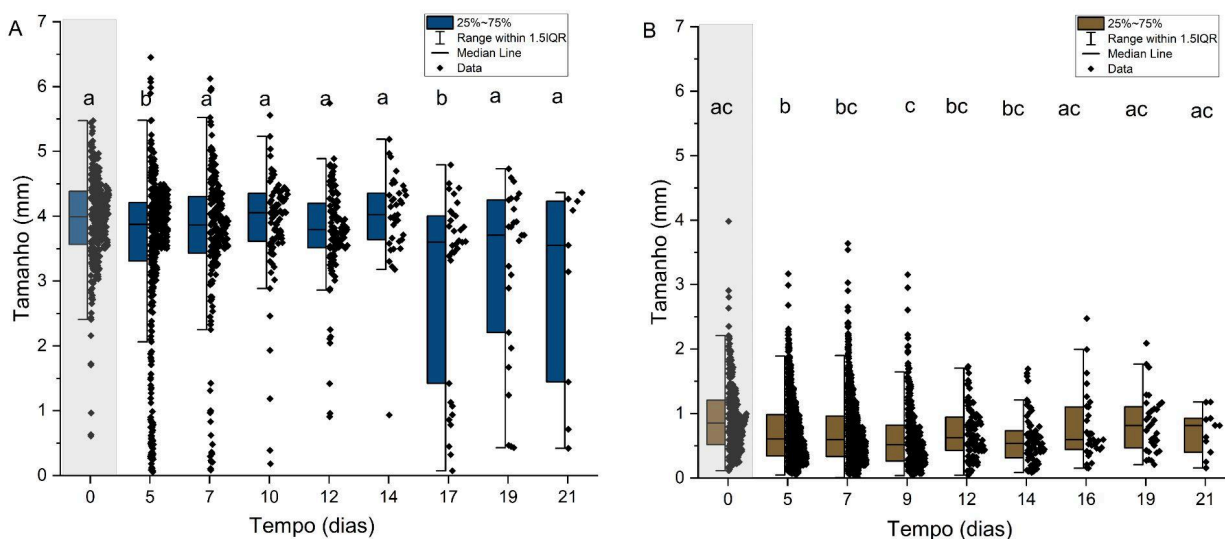 A
25%~75%
Range within 1.5IQR
Median Line
Data
a b a a a a b a a
Tamanho (mm)
7
6
5
4
3
2
1
0
0 5 7 10 12 14 17 19 21
Tempo (dias)
B
25%~75%
Range within 1.5IQR
Median Line
Data
ac b bc c bc bc ac ac ac
Tamanho (mm)
7
6
5
4
3
2
1
0
0 5 7 9 12 14 16 19 21
Tempo (dias)